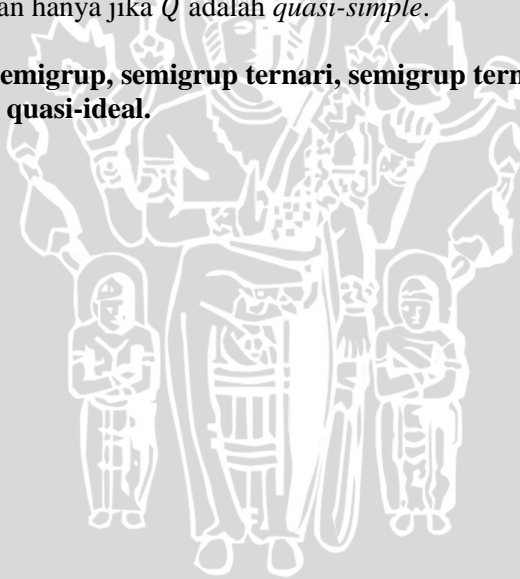 an hanya jika Q adalah quasi-simple.
emigrup, semigrup ternari, semigrup tern
quasi-ideal.